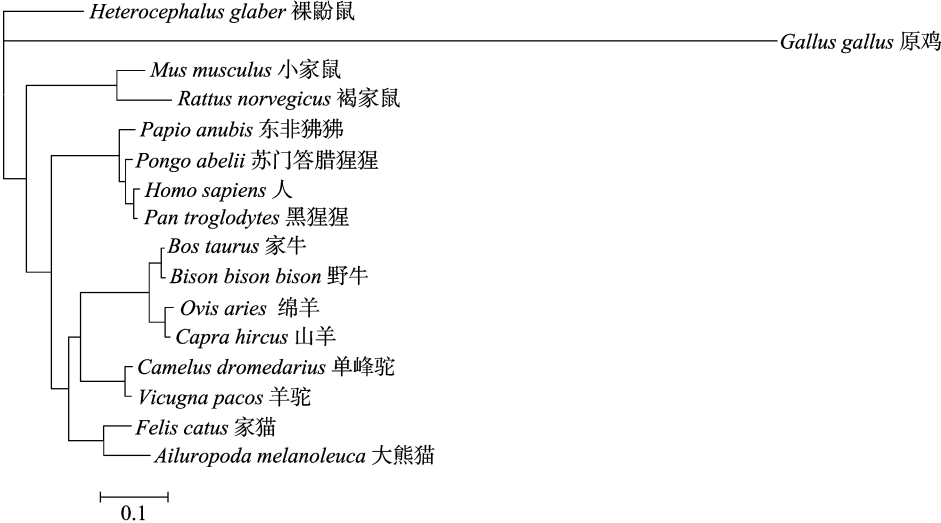 Heterocephalus glaber 裸鼢鼠
Gallus gallus 原鸡
Mus musculus 小家鼠
Rattus norvegicus 褐家鼠
Papio anubis 东非狒狒
Pongo abelii 苏门答腊猩猩
Homo sapiens 人
Pan troglodytes 黑猩猩
Bos taurus 家牛
Bison bison bison 野牛
Ovis aries 绵羊
Capra hircus 山羊
Camelus dromedarius 单峰驼
Vicugna pacos 羊驼
Felis catus 家猫
Ailuropoda melanoleuca 大熊猫
0.1